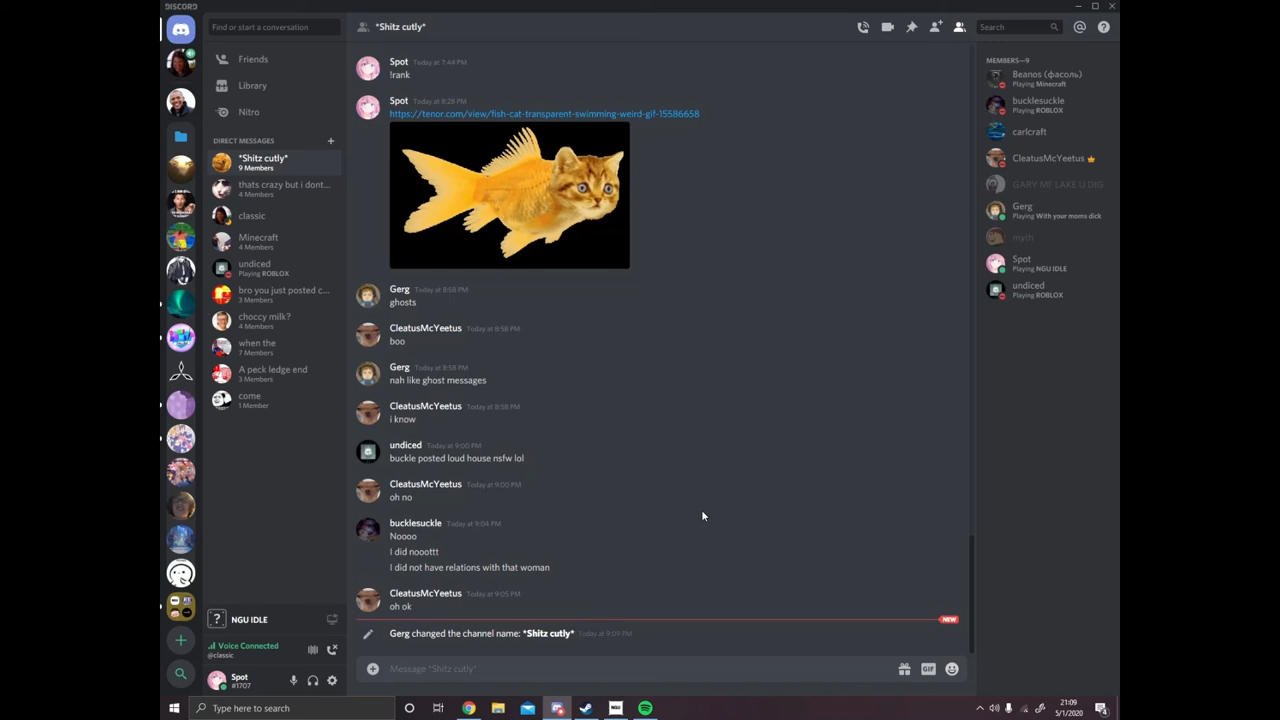 DISCORD
Find or start a conversation
Friends
Library
Nitro
DIRECT MESSAGES
*Shitz cutly*
9 Members
thats crazy but i dont...
4 Members
classic
Minecraft
4 Members
undiced
Playing ROBLOX
bro you just posted c...
3 Members
choccy milk?
4 Members
when the
7 Members
A peck ledge end
3 Members
come
1 Member
NGU IDLE
Voice Connected
@classic
Spot
#1707
*Shitz cutly*
Search
Spot Today at 7:44 PM
!rank
Spot Today at 8:28 PM
https://tenor.com/view/fish-cat-transparent-swimming-weird-gif-15586658
Gerg Today at 8:58 PM
ghosts
CleatusMcYeetus Today at 8:58 PM
boo
Gerg Today at 8:58 PM
nah like ghost messages
CleatusMcYeetus Today at 8:58 PM
i know
undiced Today at 9:00 PM
buckle posted loud house nsfw lol
CleatusMcYeetus Today at 9:00 PM
oh no
bucklesuckle Today at 9:04 PM
Noooo
I did nooottt
I did not have relations with that woman
CleatusMcYeetus Today at 9:05 PM
oh ok
NEW
Gerg changed the channel name: *Shitz cutly* Today at 9:09 PM
Message *Shitz cutly*
GIF
MEMBERS—9
Beanos (фасоль)
Playing Minecraft
bucklesuckle
Playing ROBLOX
carlcraft
CleatusMcYeetus
Gerg
Playing With your moms dick
myth
Spot
Playing NGU IDLE
undiced
Playing ROBLOX
Type here to search
NGU
21:09
5/1/2020
4